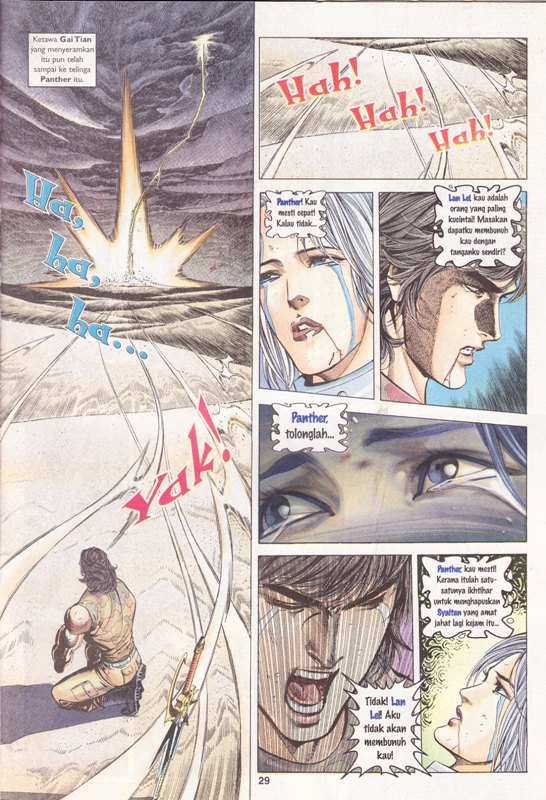 Ketawa Gai Tian
yang menyeramkan
itu pun telah
sampai ke telinga
Panther itu.
Ha,
ha,
ha...
Yak!
Hah!
Hah!
Hah!
Panther! Kau
mesti cepat!
Kalau tidak...
Lan Lei, kau adalah
orang yang paling
kucintai! Masakan
dapatku membunuh
kau dengan
tanganku sendiri?
Panther,
tolonglah...
Tidak! Lan
Lei! Aku
tidak akan
membunuh
kau!
Panther, kau mesti!
Kerana itulah satu-
satunya ikhtihar
untuk menghapuskan
Syaitan yang amat
jahat lagi kejam itu...
29